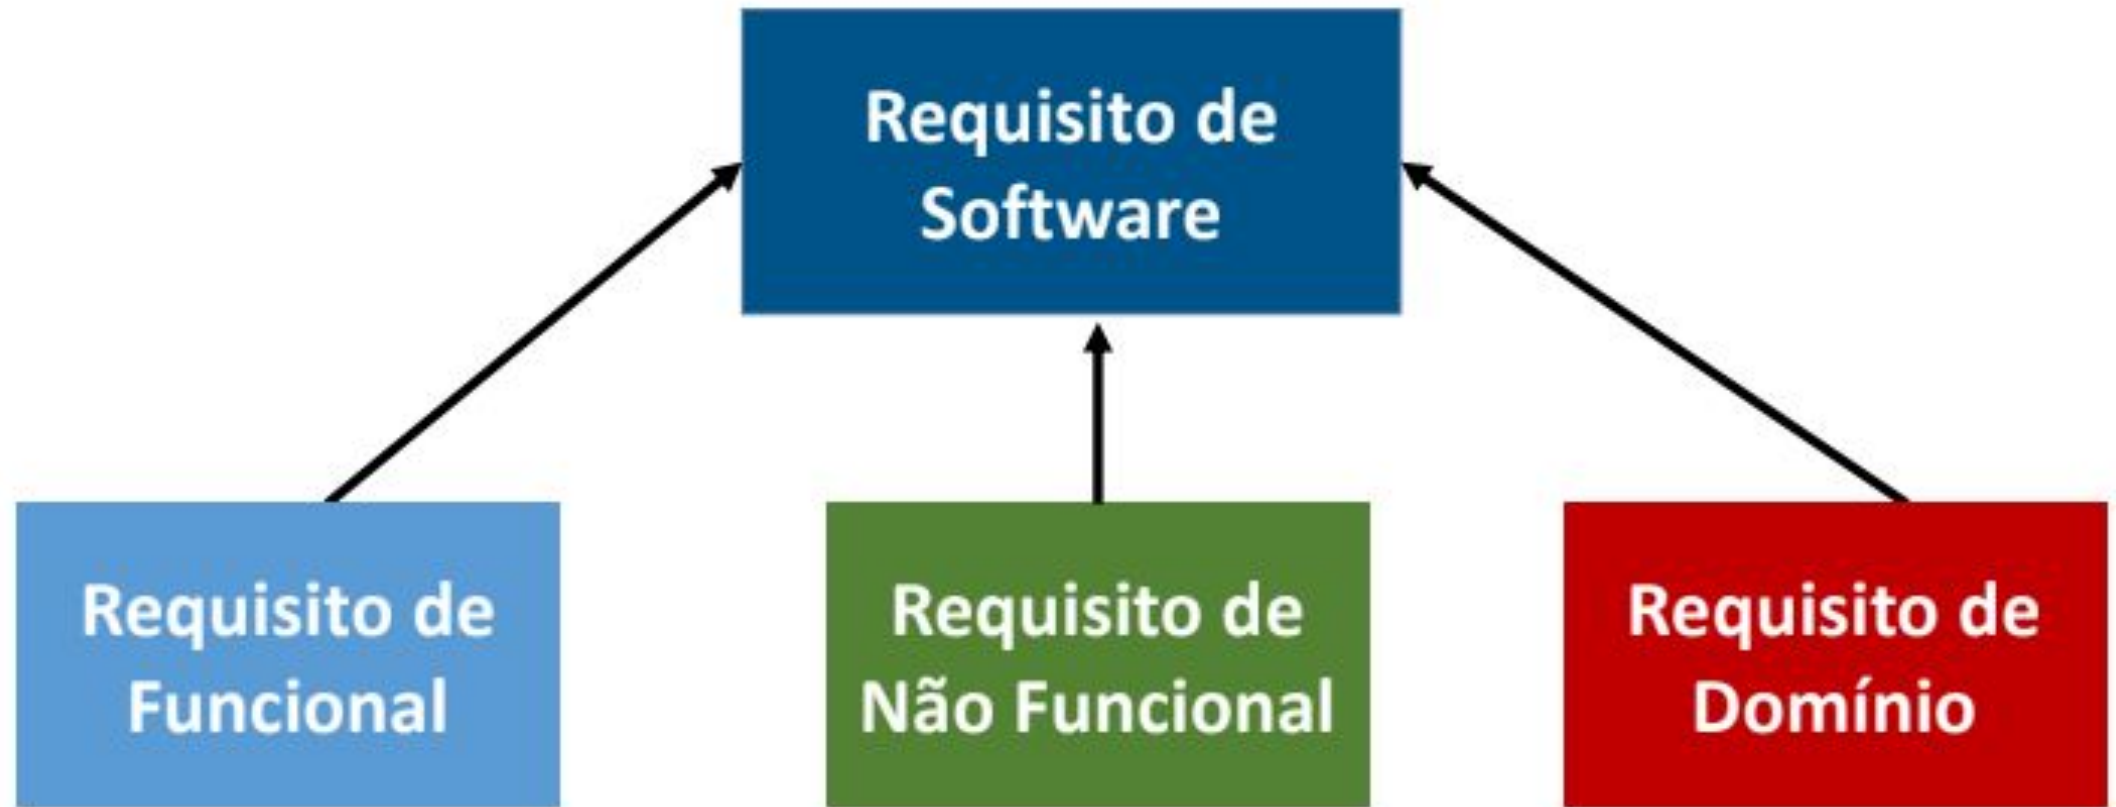 Requisito de
Software
Requisito de
Funcional
Requisito de
Não Funcional
Requisito de
Domínio